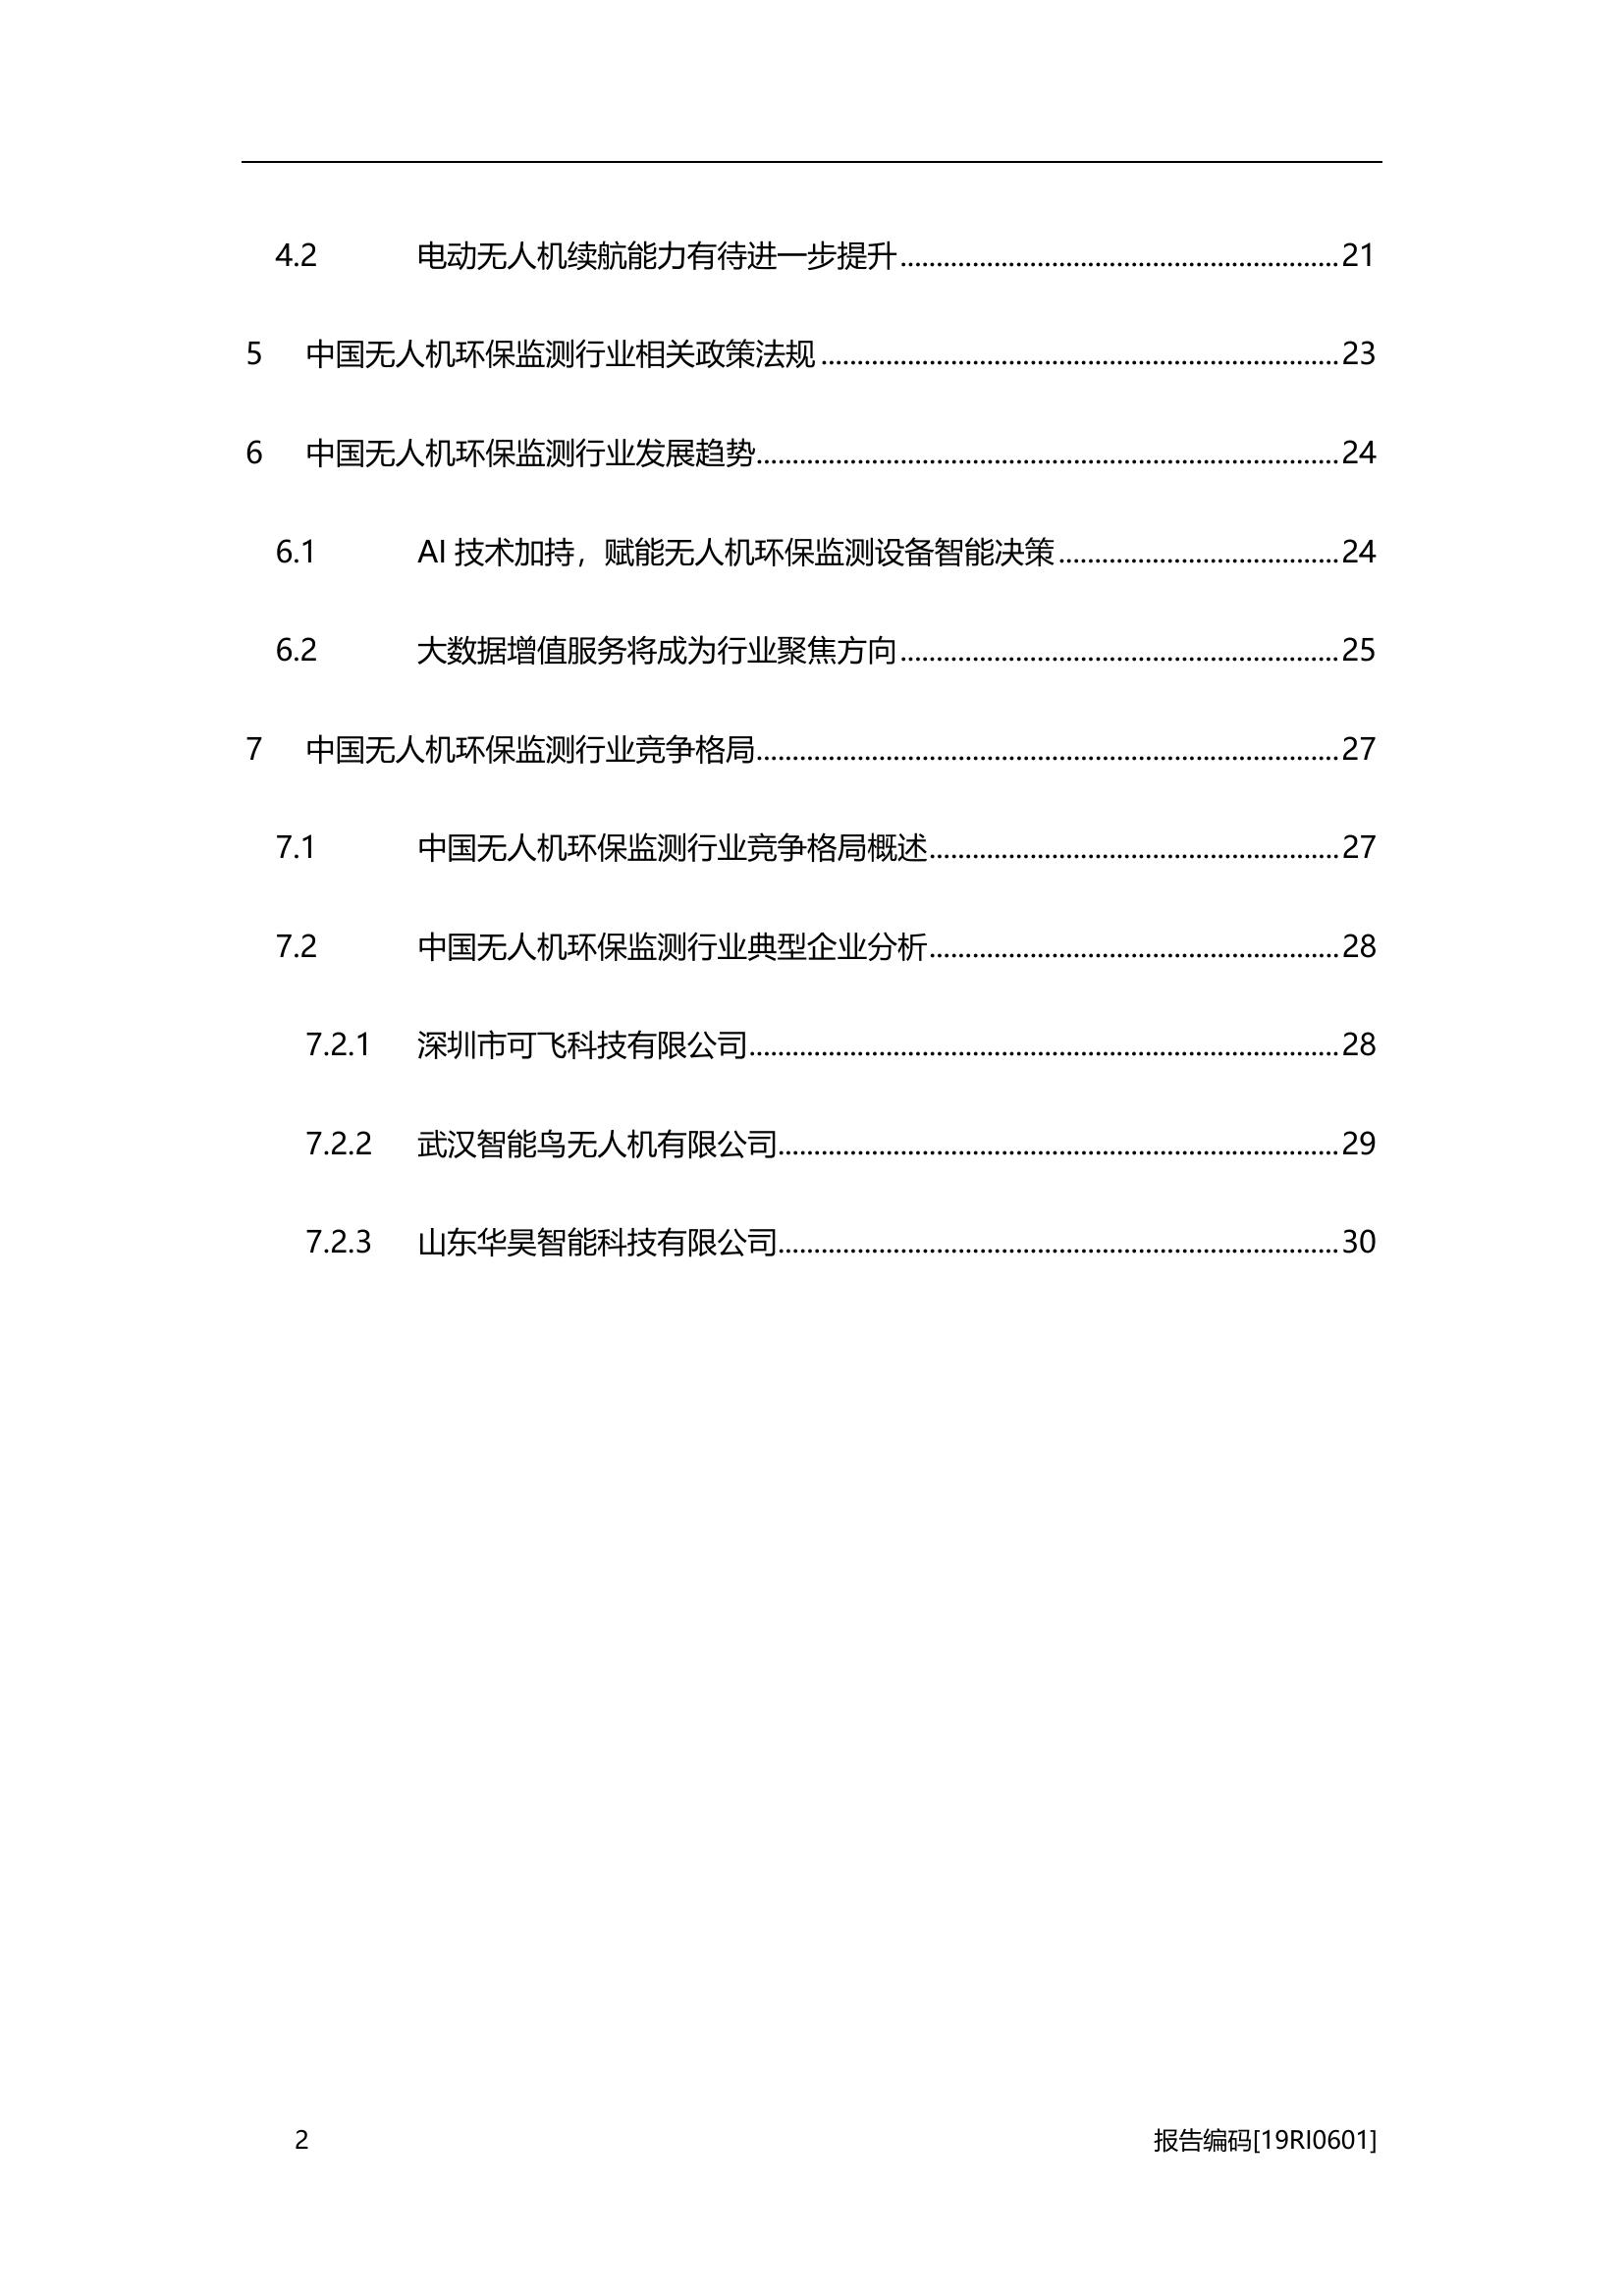 4.2 电动无人机续航能力有待进一步提升........................................................21
5 中国无人机环保监测行业相关政策法规........................................................23
6 中国无人机环保监测行业发展趋势........................................................24
6.1 AI 技术加持，赋能无人机环保监测设备智能决策........................................................24
6.2 大数据增值服务将成为行业聚焦方向........................................................25
7 中国无人机环保监测行业竞争格局........................................................27
7.1 中国无人机环保监测行业竞争格局概述........................................................27
7.2 中国无人机环保监测行业典型企业分析........................................................28
7.2.1 深圳市可飞科技有限公司........................................................28
7.2.2 武汉智能鸟无人机有限公司........................................................29
7.2.3 山东华昊智能科技有限公司........................................................30
2 报告编码[19RI0601]